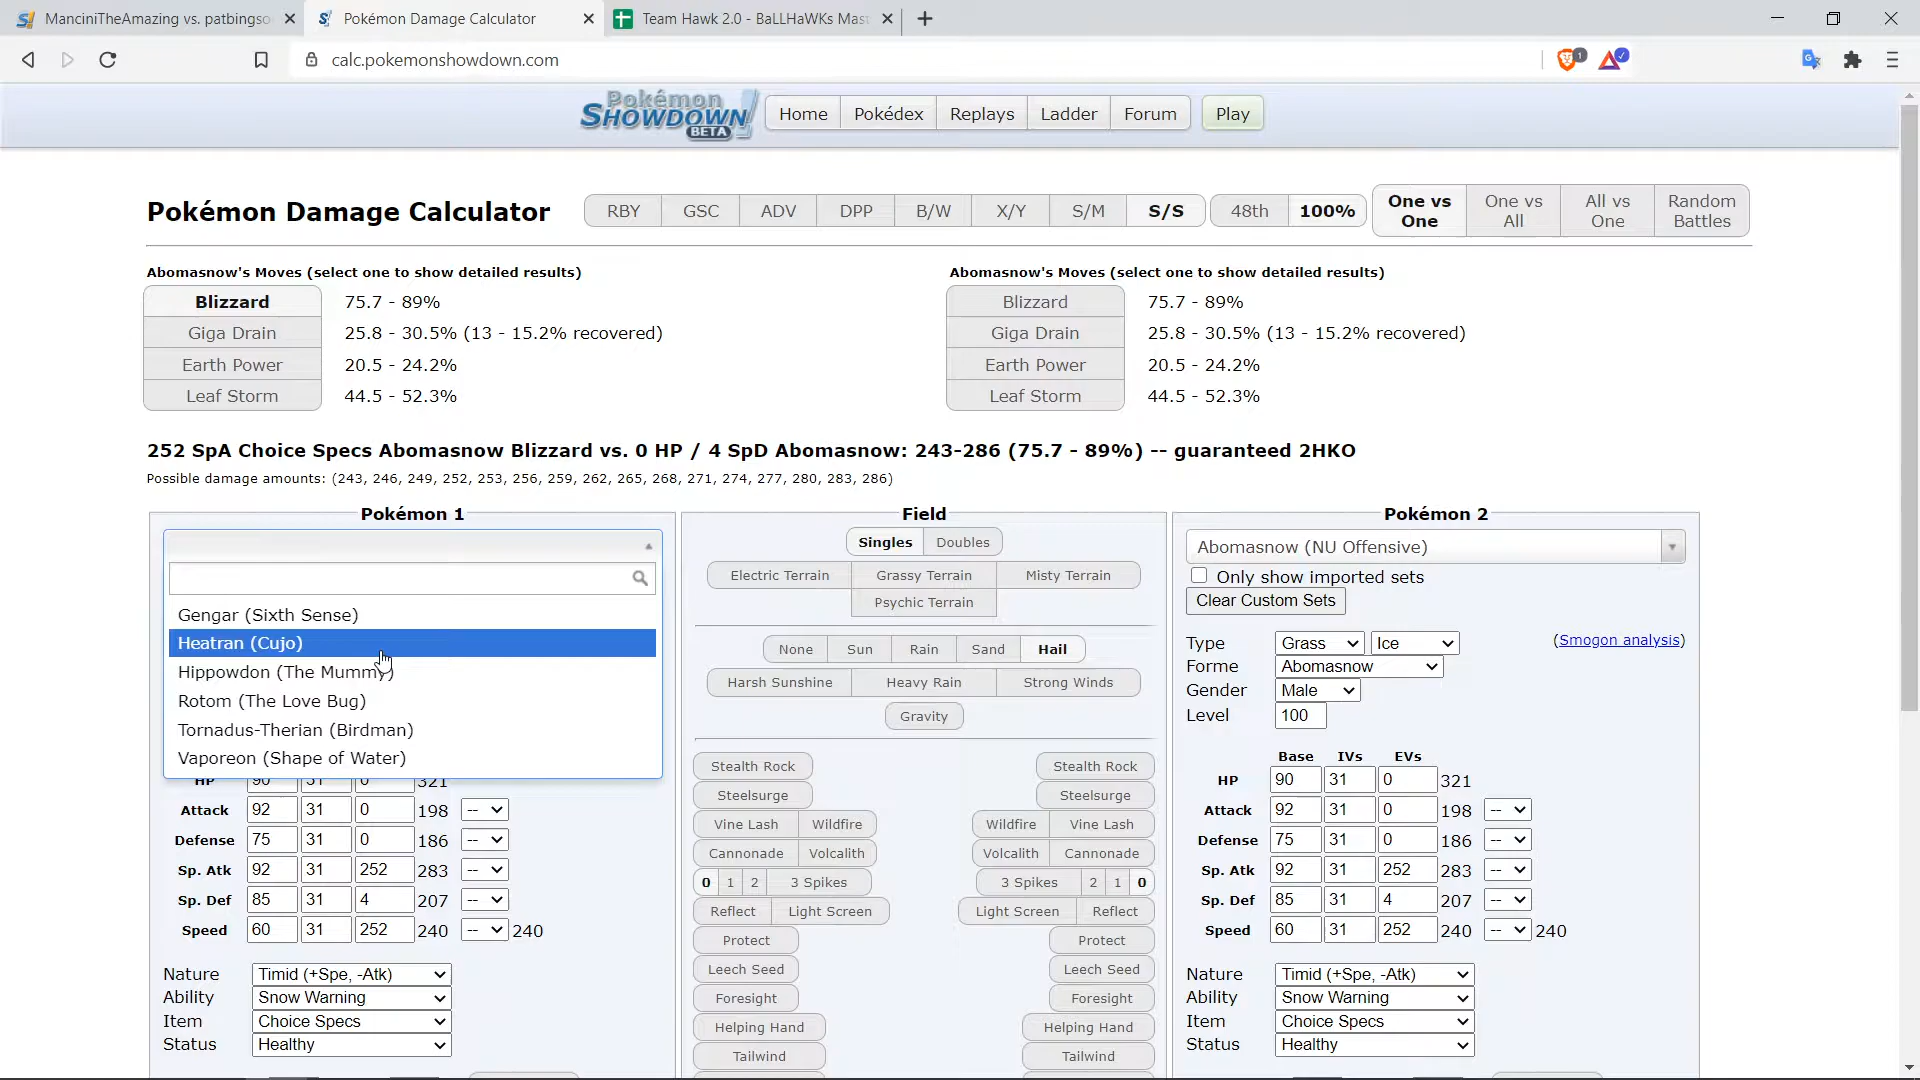 ManciniTheAmazing vs. patbingso
Pokémon Damage Calculator
Team Hawk 2.0 - BaLLHaWKs Mast
calc.pokemonshowdown.com
1
Pokémon
SHOWDOWN
BETA
Home Pokédex Replays Ladder Forum Play
Pokémon Damage Calculator
RBY GSC ADV DPP B/W X/Y S/M S/S 48th 100%
One vs One
One vs All
All vs One
Random Battles
Abomasnow's Moves (select one to show detailed results)
Blizzard 75.7 - 89%
Giga Drain 25.8 - 30.5% (13 - 15.2% recovered)
Earth Power 20.5 - 24.2%
Leaf Storm 44.5 - 52.3%
Abomasnow's Moves (select one to show detailed results)
Blizzard 75.7 - 89%
Giga Drain 25.8 - 30.5% (13 - 15.2% recovered)
Earth Power 20.5 - 24.2%
Leaf Storm 44.5 - 52.3%
252 SpA Choice Specs Abomasnow Blizzard vs. 0 HP / 4 SpD Abomasnow: 243-286 (75.7 - 89%) -- guaranteed 2HKO
Possible damage amounts: (243, 246, 249, 252, 253, 256, 259, 262, 265, 268, 271, 274, 277, 280, 283, 286)
Pokémon 1
Gengar (Sixth Sense)
Heatran (Cujo)
Hippowdon (The Mummy)
Rotom (The Love Bug)
Tornadus-Therian (Birdman)
Vaporeon (Shape of Water)
HP 90 31 0 321
Attack 92 31 0 198 --
Defense 75 31 0 186 --
Sp. Atk 92 31 252 283 --
Sp. Def 85 31 4 207 --
Speed 60 31 252 240 -- 240
Nature Timid (+Spe, -Atk)
Ability Snow Warning
Item Choice Specs
Status Healthy
Field
Singles Doubles
Electric Terrain Grassy Terrain Misty Terrain
Psychic Terrain
None Sun Rain Sand Hail
Harsh Sunshine Heavy Rain Strong Winds
Gravity
Stealth Rock Stealth Rock
Steelsurge Steelsurge
Vine Lash Wildfire Wildfire Vine Lash
Cannonade Volcalith Volcalith Cannonade
0 1 2 3 Spikes 3 Spikes 2 1 0
Reflect Light Screen Light Screen Reflect
Protect Protect
Leech Seed Leech Seed
Foresight Foresight
Helping Hand Helping Hand
Tailwind Tailwind
Pokémon 2
Abomasnow (NU Offensive)
Only show imported sets
Clear Custom Sets
Type Grass Ice (Smogon analysis)
Forme Abomasnow
Gender Male
Level 100
Base IVs EVs
HP 90 31 0 321
Attack 92 31 0 198 --
Defense 75 31 0 186 --
Sp. Atk 92 31 252 283 --
Sp. Def 85 31 4 207 --
Speed 60 31 252 240 -- 240
Nature Timid (+Spe, -Atk)
Ability Snow Warning
Item Choice Specs
Status Healthy